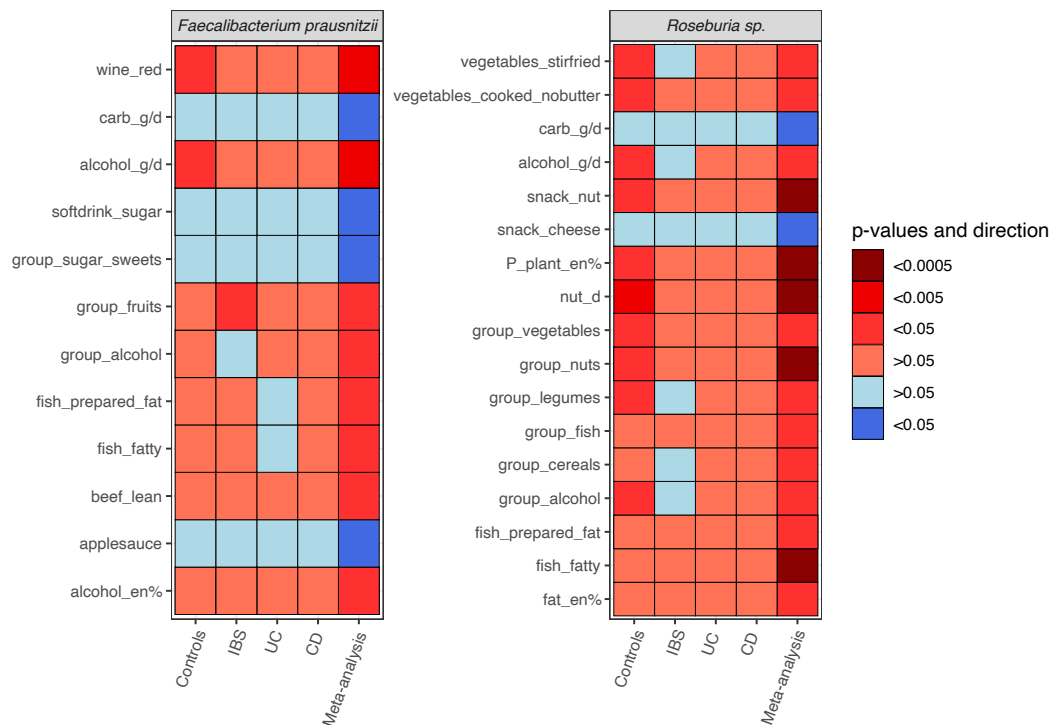 Faecalibacterium prausnitzii
wine_red
carb_g/d
alcohol_g/d
softdrink_sugar
group_sugar_sweets
group_fruits
group_alcohol
fish_prepared_fat
fish_fatty
beef_lean
applesauce
alcohol_en%
Controls
IBS
UC
CD
Meta-analysis
Roseburia sp.
vegetables_stirfried
vegetables_cooked_nobutter
carb_g/d
alcohol_g/d
snack_nut
snack_cheese
P_plant_en%
nut_d
group_vegetables
group_nuts
group_legumes
group_fish
group_cereals
group_alcohol
fish_prepared_fat
fish_fatty
fat_en%
Controls
IBS
UC
CD
Meta-analysis
p-values and direction
<0.0005
<0.005
<0.05
>0.05
>0.05
<0.05